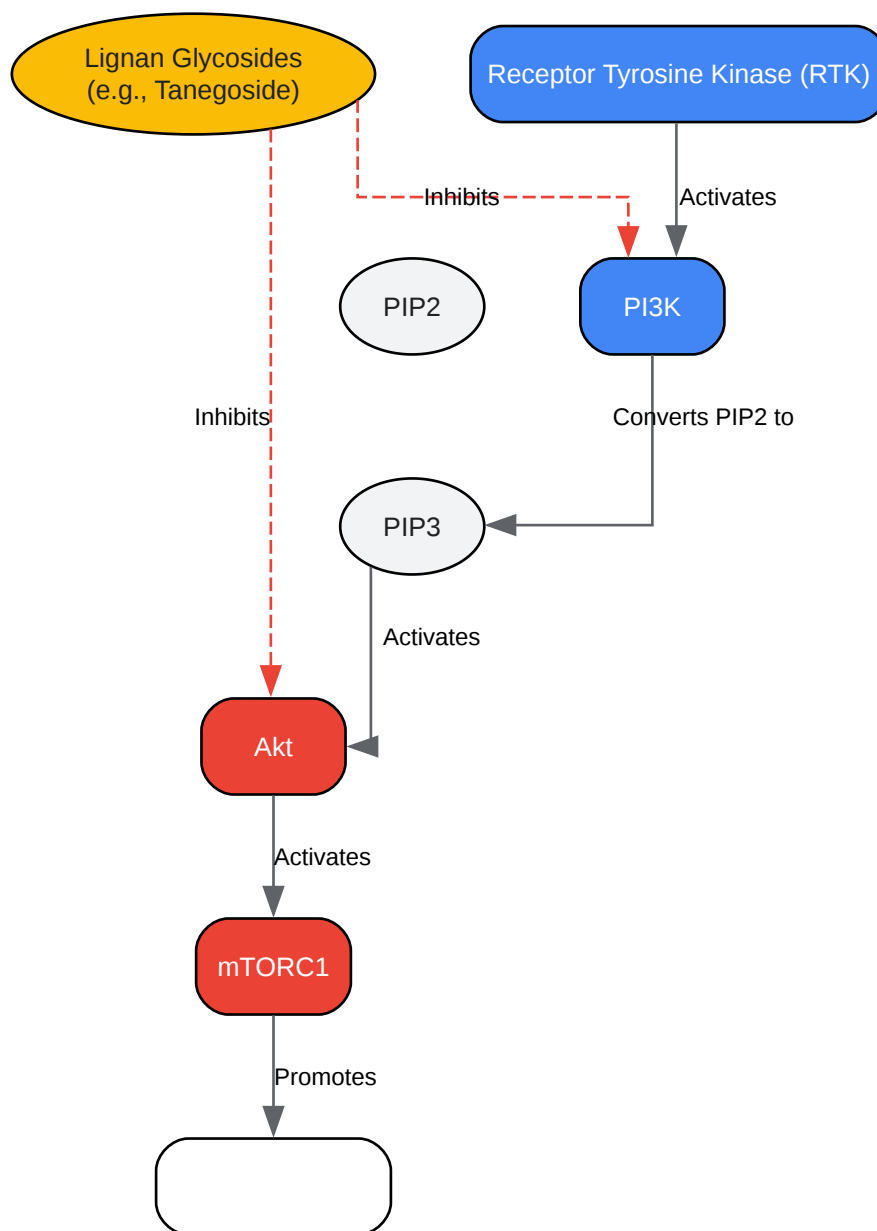 Lignan Glycosides
(e.g., Tanegoside)
Receptor Tyrosine Kinase (RTK)
Inhibits
Activates
PIP2
PI3K
Inhibits
Converts PIP2 to
PIP3
Activates
Akt
Activates
mTORC1
Promotes